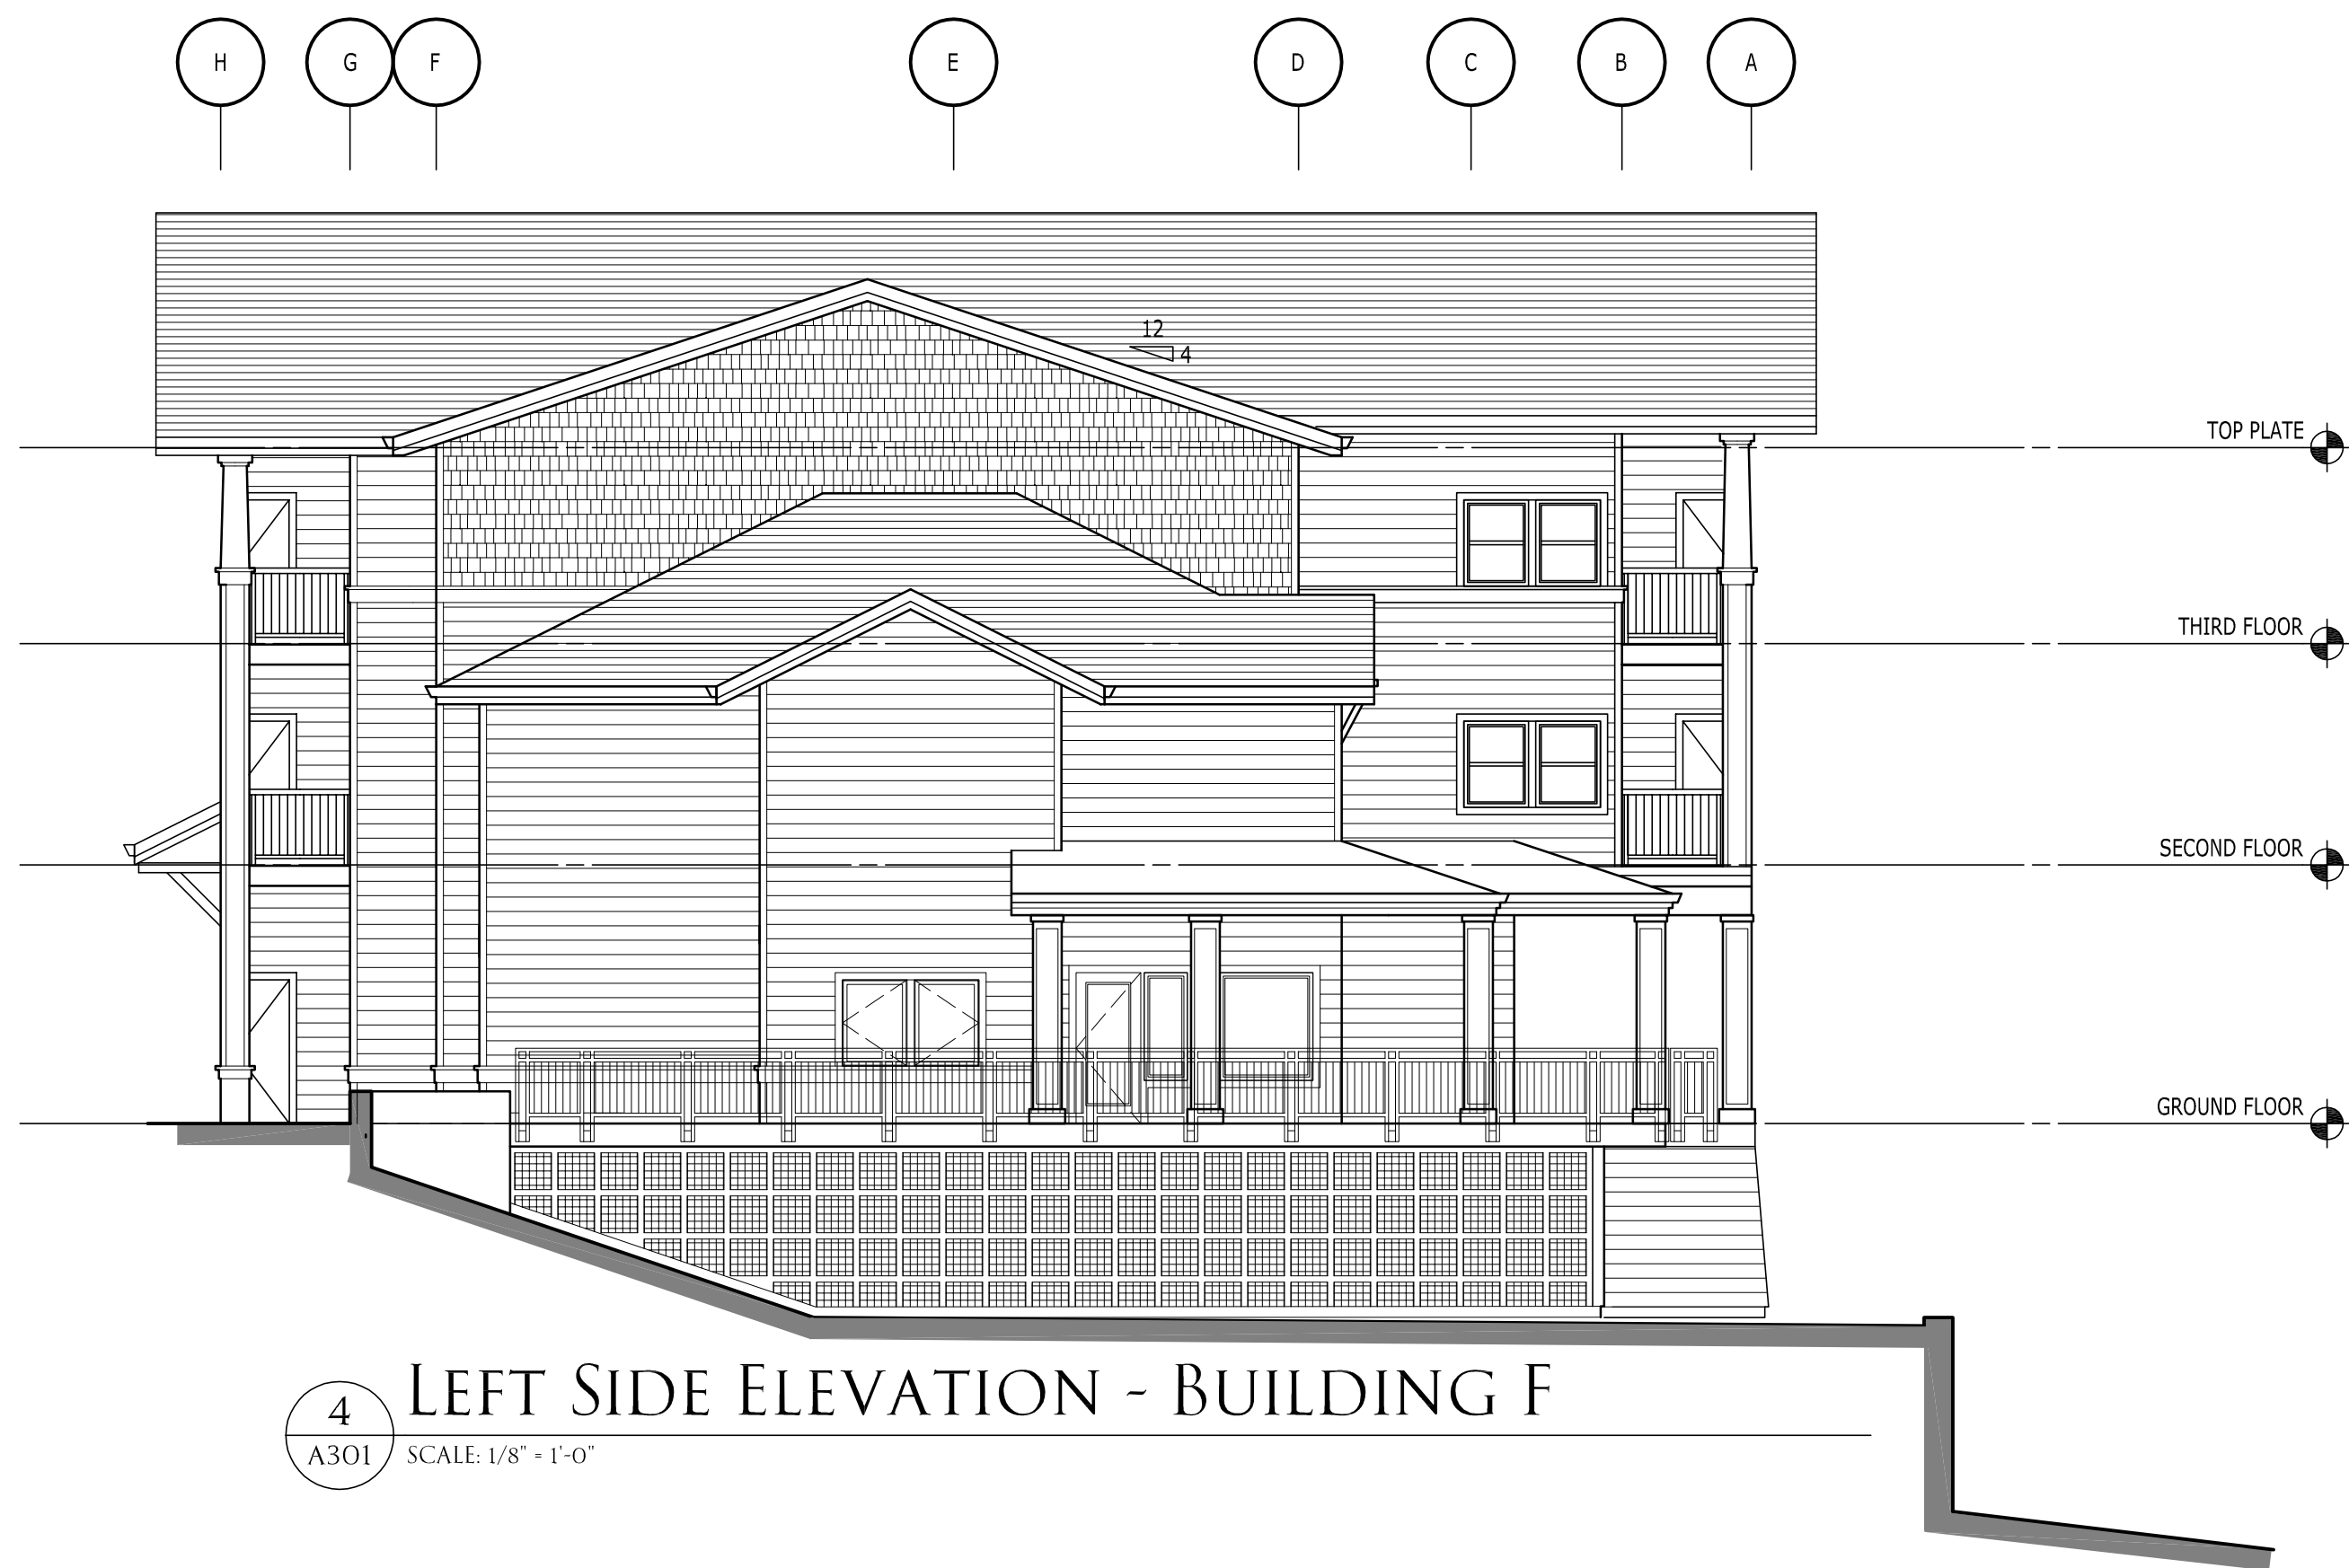 H G F E D C B A
12
4
TOP PLATE
THIRD FLOOR
SECOND FLOOR
GROUND FLOOR
4
LEFT SIDE ELEVATION - BUILDING F
A301
SCALE: 1/8" = 1'-0"